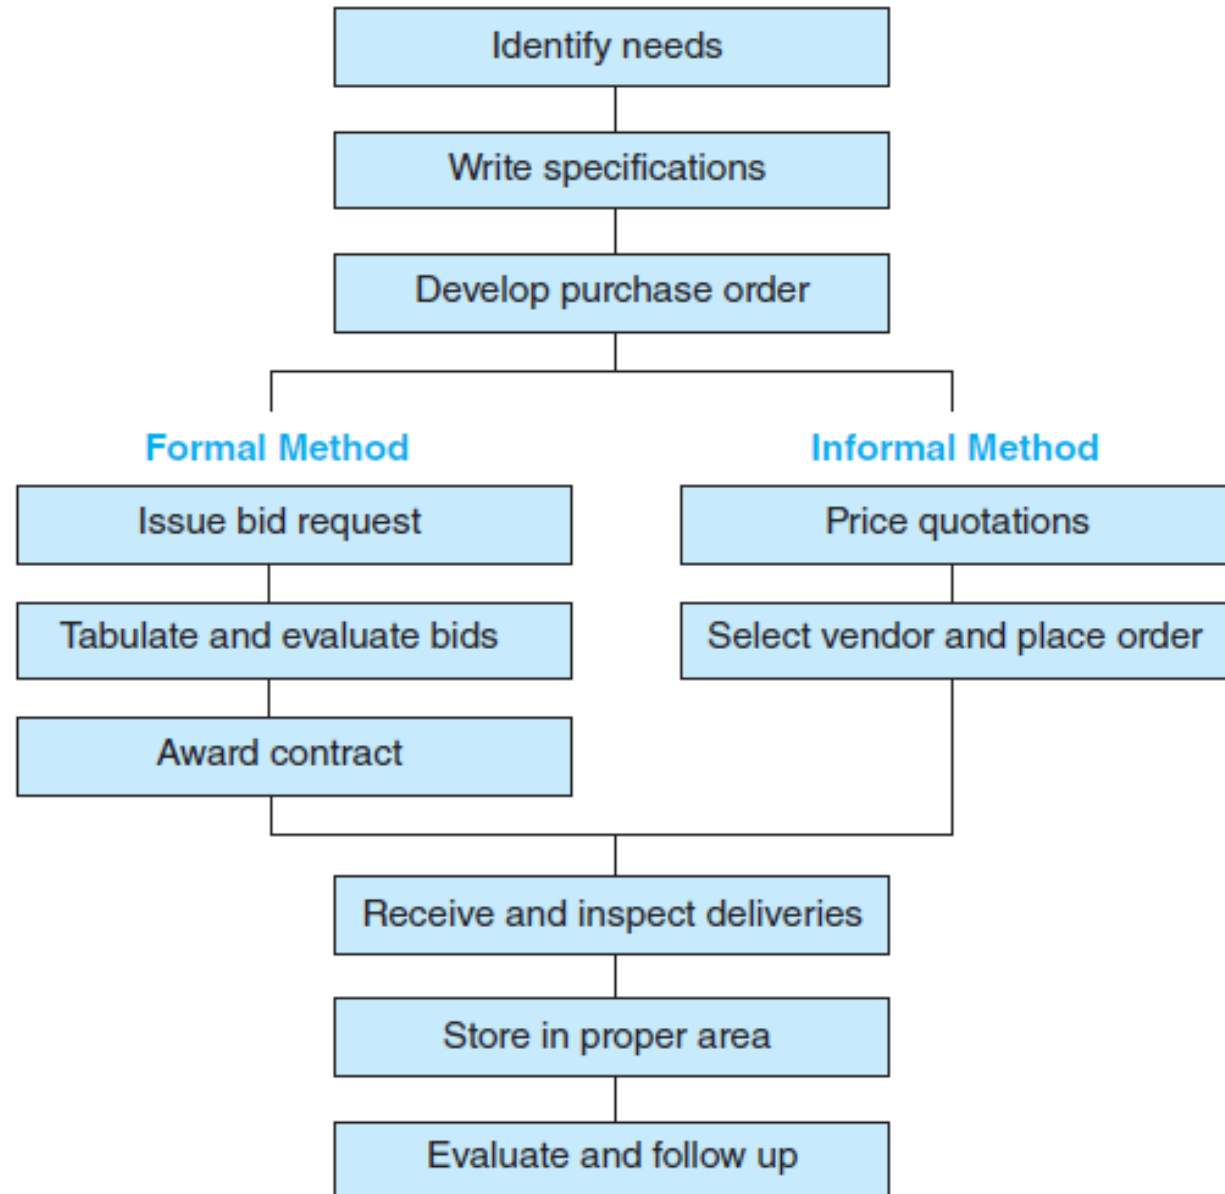 Identify needs
Write specifications
Develop purchase order
Formal Method
Issue bid request
Tabulate and evaluate bids
Award contract
Informal Method
Price quotations
Select vendor and place order
Receive and inspect deliveries
Store in proper area
Evaluate and follow up